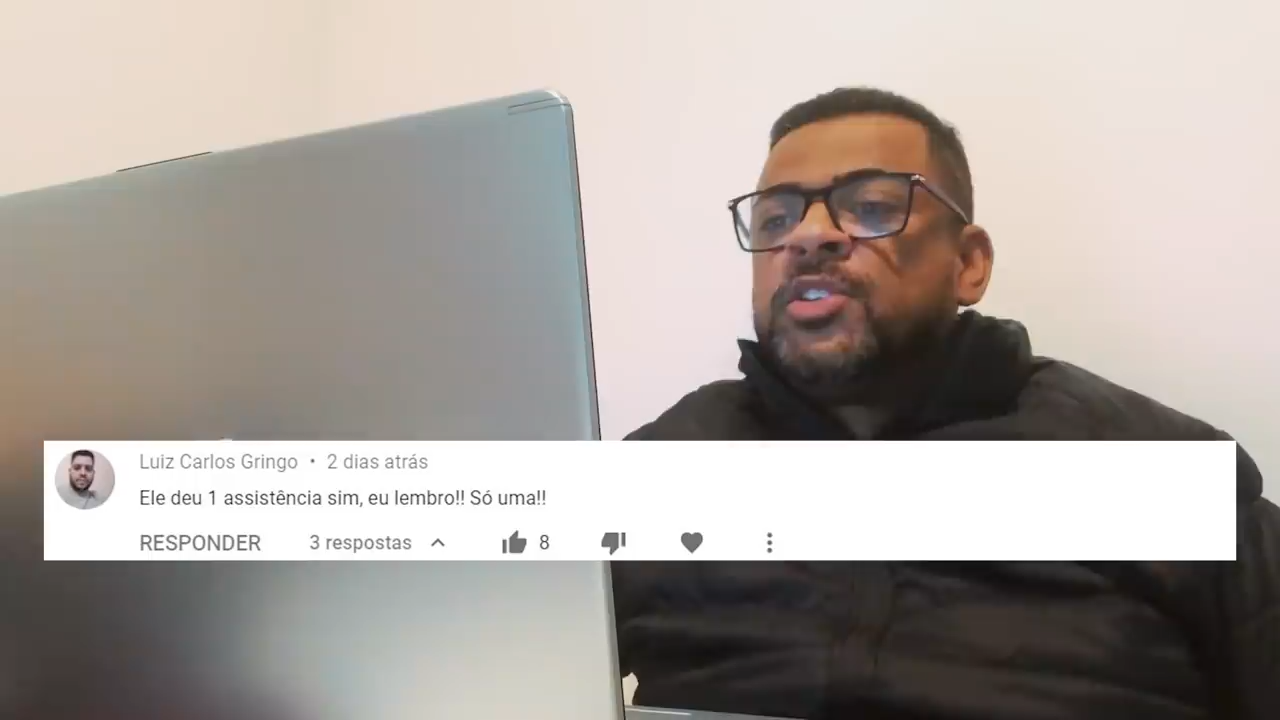 Luiz Carlos Gringo • 2 dias atrás
Ele deu 1 assistência sim, eu lembro!! Só uma!!
RESPONDER 3 respostas 8